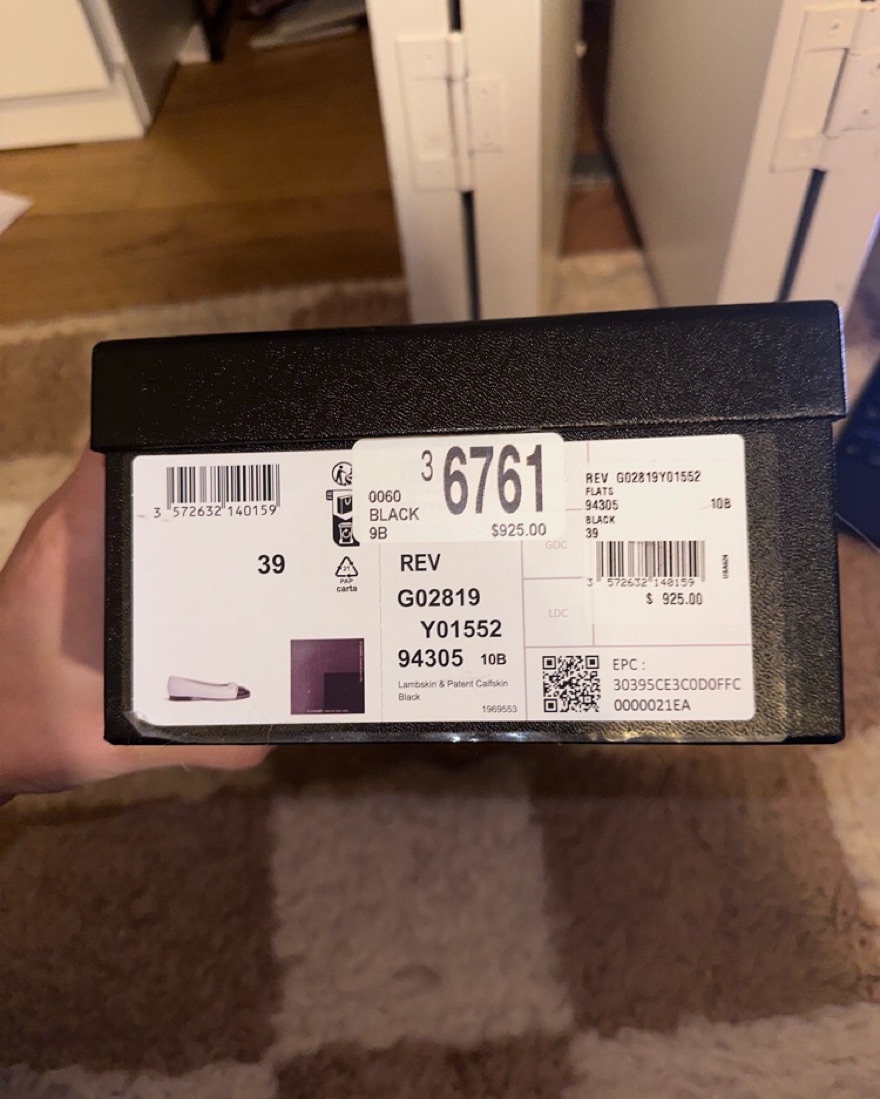 3 572632 140159
39
21
PAP
carta
3 6761
0060
BLACK
9B
$925.00
REV
G02819
Y01552
94305 10B
Lambskin & Patent Calfskin
Black
1969553
GDC
LDC
REV G02819Y01552
FLATS
94305 10B
BLACK
39
3 572632 140159
$ 925.00
EPC :
30395CE3C0D0FFC
0000021EA